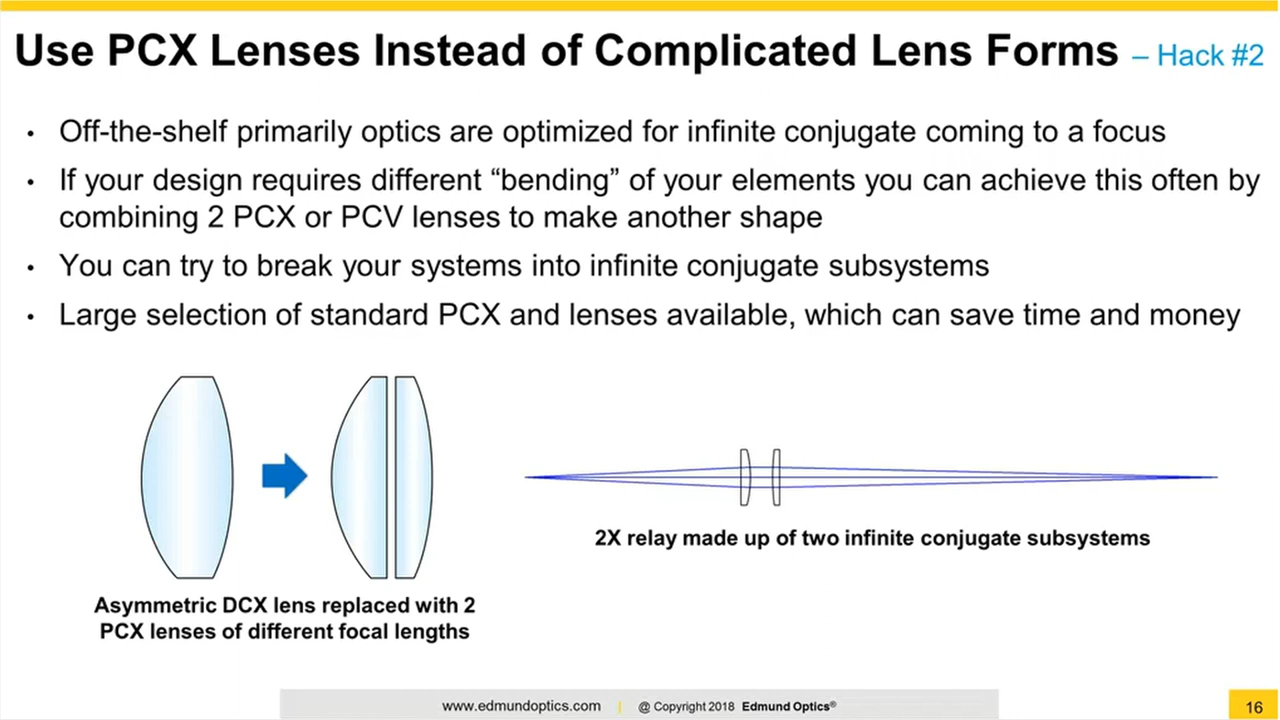 Use PCX Lenses Instead of Complicated Lens Forms – Hack #2
• Off-the-shelf primarily optics are optimized for infinite conjugate coming to a focus
• If your design requires different “bending” of your elements you can achieve this often by
combining 2 PCX or PCV lenses to make another shape
• You can try to break your systems into infinite conjugate subsystems
• Large selection of standard PCX and lenses available, which can save time and money
2X relay made up of two infinite conjugate subsystems
Asymmetric DCX lens replaced with 2
PCX lenses of different focal lengths
www.edmundoptics.com | @ Copyright 2018 Edmund Optics®
16